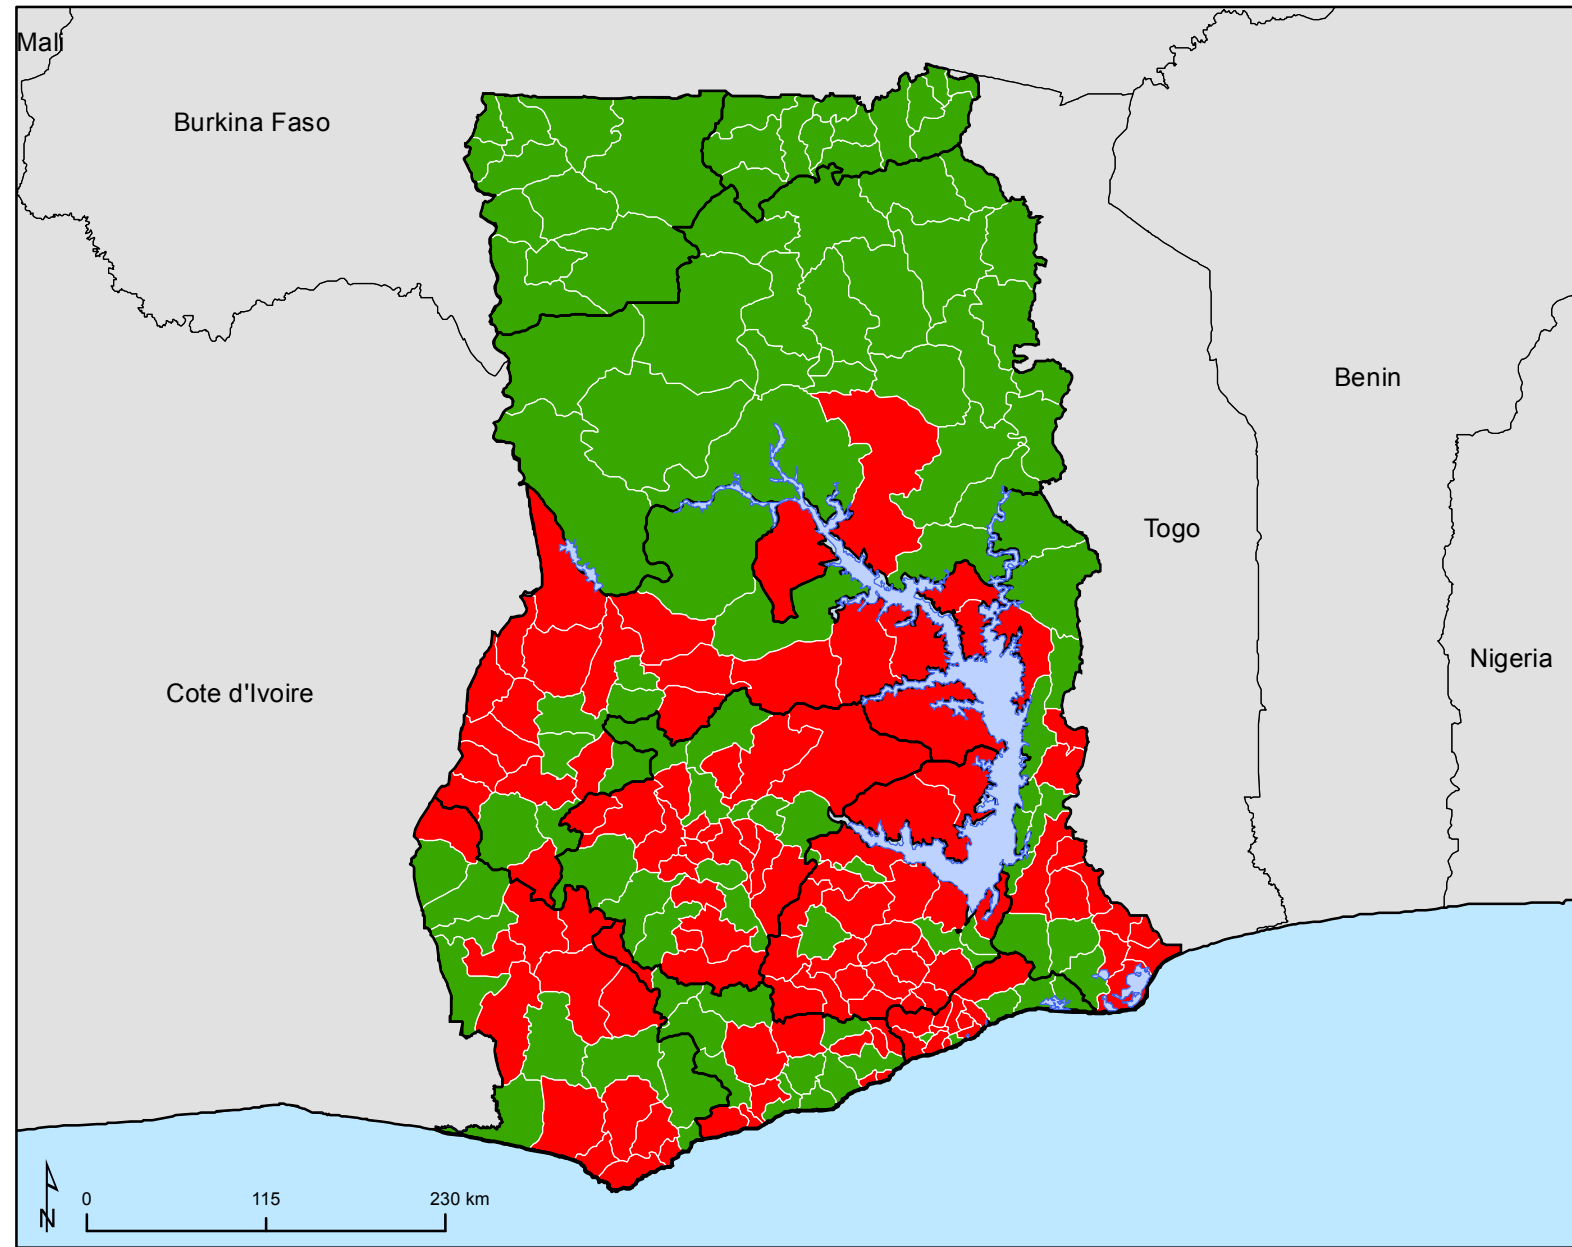 Mali
Burkina Faso
Benin
Togo
Nigeria
Cote d'Ivoire
N
0 115 230 km